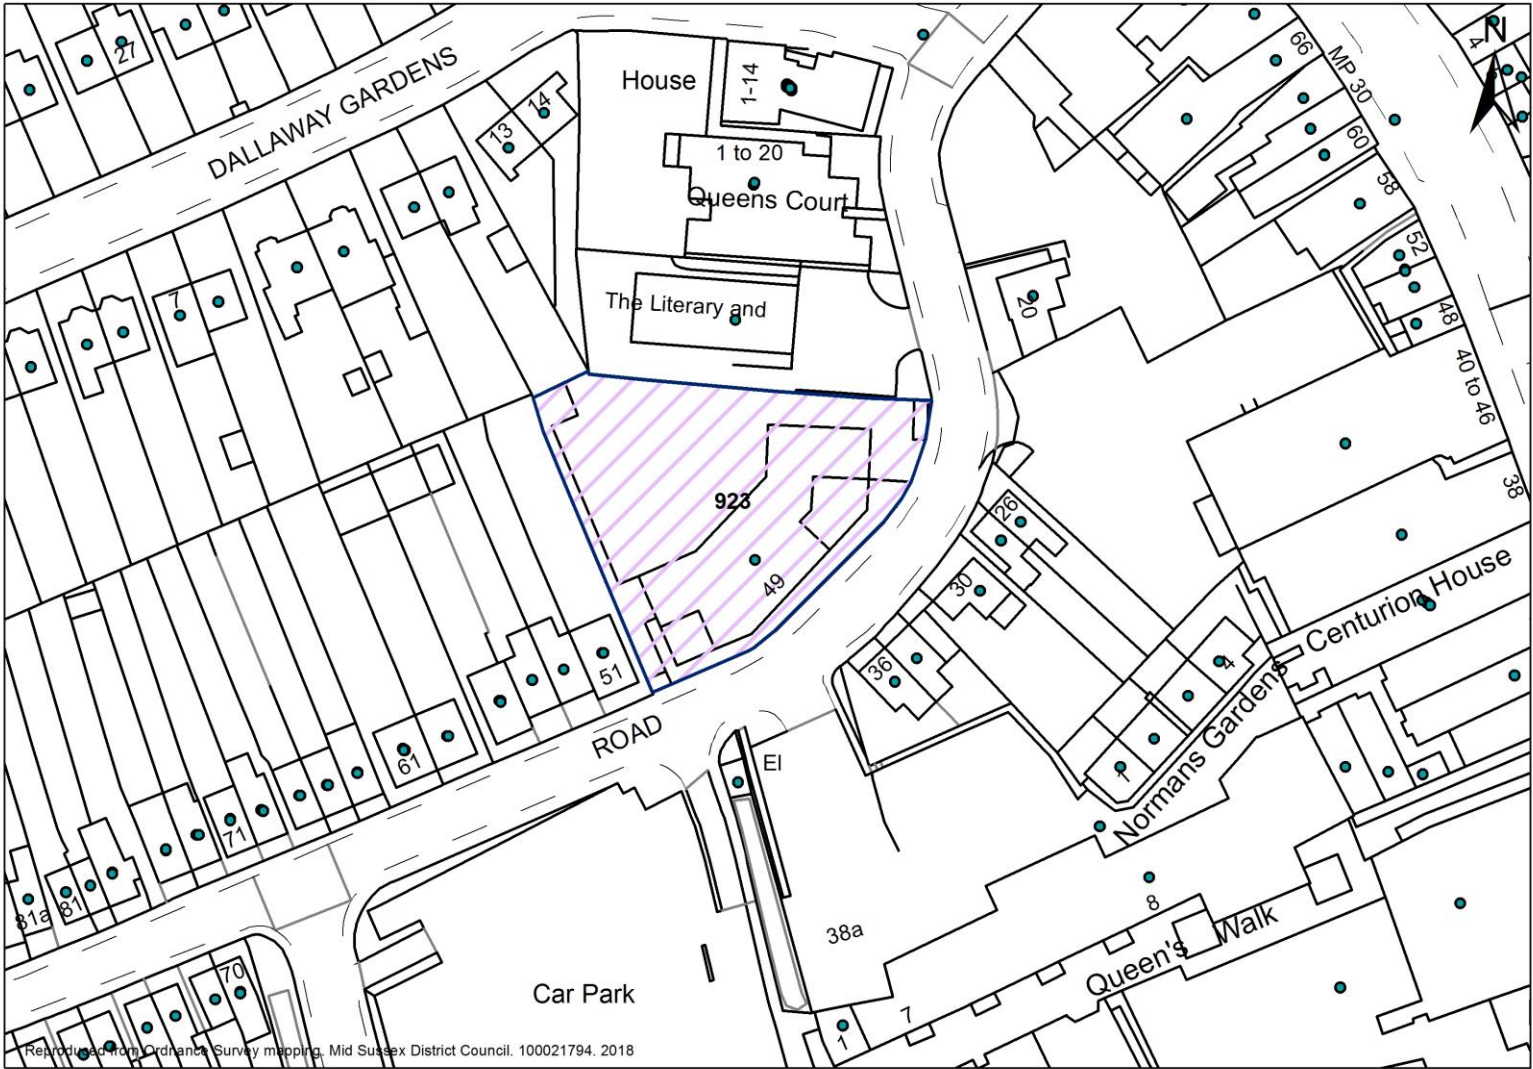 27
DALLAWAY GARDENS
13
14
House
1-14
1 to 20
Queens Court
The Literary and
66
MP 30
4
N
60
58
52
48
40 to 46
38
20
7
923
49
26
30
36
51
ROAD
61
71
81
81a
70
El
Centurion House
4
1
Normans Gardens
8
Queen's Walk
38a
7
1
Car Park
Reproduced from Ordnance Survey mapping. Mid Sussex District Council. 100021794. 2018